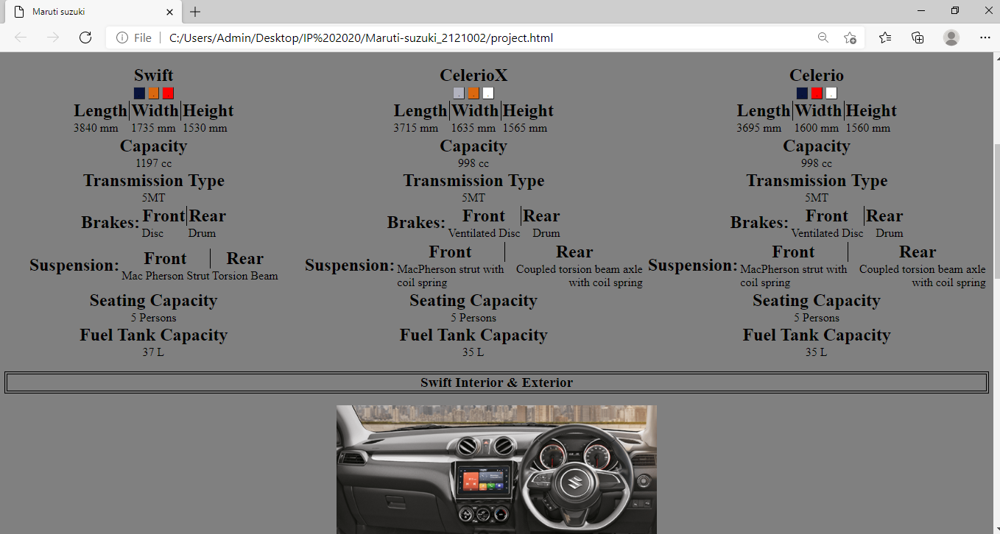 Maruti suzuki
File C:/Users/Admin/Desktop/IP%202020/Maruti-suzuki_2121002/project.html
Swift
Length Width Height
3840 mm 1735 mm 1530 mm
Capacity
1197 cc
Transmission Type
5MT
Brakes: Front Rear
Disc Drum
Suspension: Front Rear
Mac Pherson Strut Torsion Beam
Seating Capacity
5 Persons
Fuel Tank Capacity
37 L
CelerioX
Length Width Height
3715 mm 1635 mm 1565 mm
Capacity
998 cc
Transmission Type
5MT
Brakes: Front Rear
Ventilated Disc Drum
Suspension: Front Rear
MacPherson strut with Coupled torsion beam axle
coil spring with coil spring
Seating Capacity
5 Persons
Fuel Tank Capacity
35 L
Celerio
Length Width Height
3695 mm 1600 mm 1560 mm
Capacity
998 cc
Transmission Type
5MT
Brakes: Front Rear
Ventilated Disc Drum
Suspension: Front Rear
MacPherson strut with Coupled torsion beam axle
coil spring with coil spring
Seating Capacity
5 Persons
Fuel Tank Capacity
35 L
Swift Interior & Exterior